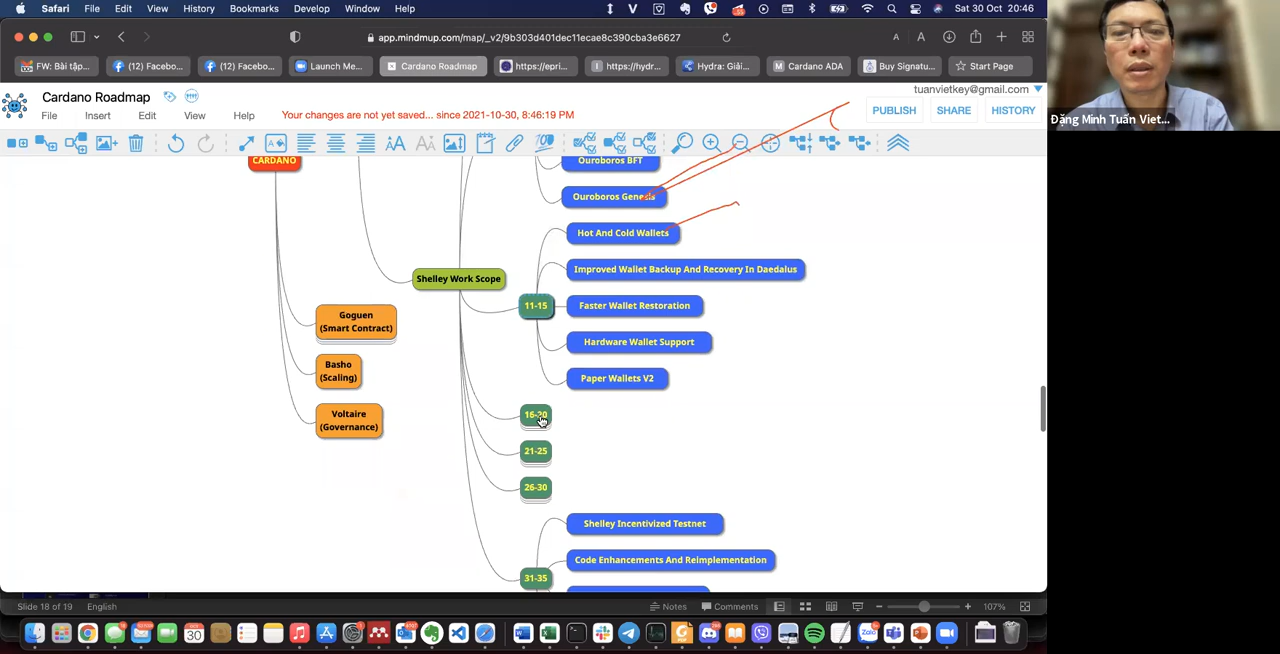 Safari File Edit View History Bookmarks Develop Window Help
Sat 30 Oct 20:46
app.mindmup.com/map/_v2/9b303d401dec11ecae8c390cba3e6627
FW: Bài tập...
(12) Facebo...
(12) Facebo...
Launch Me...
Cardano Roadmap
https://epri...
https://hydr...
Hydra: Giải...
Cardano ADA
Buy Signatu...
Start Page
Cardano Roadmap
tuanvietkey@gmail.com
File Insert Edit View Help
Your changes are not yet saved... since 2021-10-30, 8:46:19 PM
PUBLISH SHARE HISTORY
Đặng Minh Tuấn Viet...
CARDANO
Ouroboros BFT
Ouroboros Genesis
Hot And Cold Wallets
Improved Wallet Backup And Recovery In Daedalus
Shelley Work Scope
11-15
Faster Wallet Restoration
Goguen
(Smart Contract)
Hardware Wallet Support
Basho
(Scaling)
Paper Wallets V2
Voltaire
(Governance)
16-20
21-25
26-30
Shelley Incentivized Testnet
Code Enhancements And Reimplementation
31-35
Slide 18 of 19 English
Notes Comments 107%